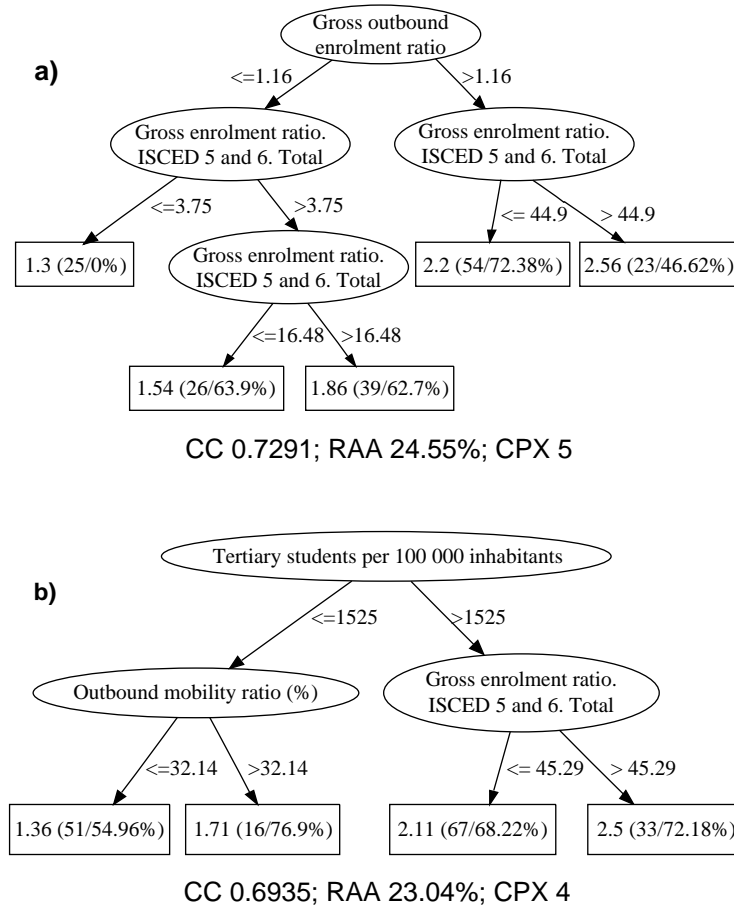 a)
Gross outbound
enrolment ratio
<=1.16
>1.16
Gross enrolment ratio.
ISCED 5 and 6. Total
Gross enrolment ratio.
ISCED 5 and 6. Total
<=3.75
>3.75
<= 44.9
> 44.9
1.3 (25/0%)
Gross enrolment ratio.
ISCED 5 and 6. Total
2.2 (54/72.38%)
2.56 (23/46.62%)
<=16.48
>16.48
1.54 (26/63.9%)
1.86 (39/62.7%)
CC 0.7291; RAA 24.55%; CPX 5
b)
Tertiary students per 100 000 inhabitants
<=1525
>1525
Outbound mobility ratio (%)
Gross enrolment ratio.
ISCED 5 and 6. Total
<=32.14
>32.14
<= 45.29
> 45.29
1.36 (51/54.96%)
1.71 (16/76.9%)
2.11 (67/68.22%)
2.5 (33/72.18%)
CC 0.6935; RAA 23.04%; CPX 4